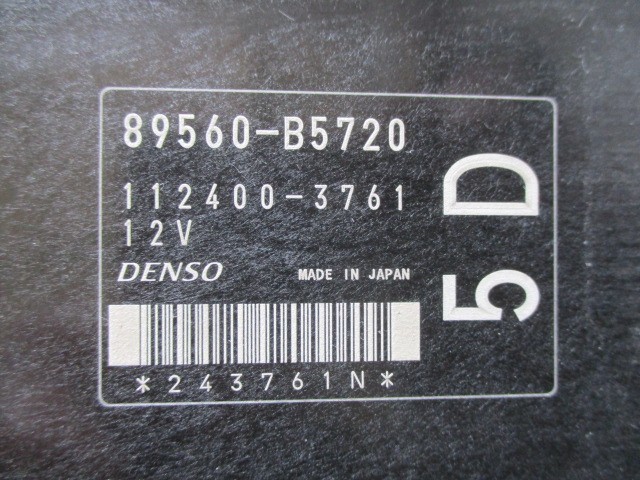 89560-B5720
112400-3761
12V
DENSO MADE IN JAPAN
*243761N*
5D